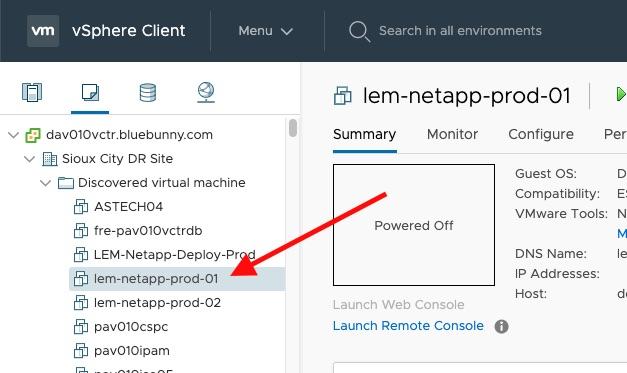 vm vSphere Client Menu Search in all environments
lem-netapp-prod-01
Summary Monitor Configure
Powered Off
Guest OS:
Compatibility:
VMware Tools:
DNS Name:
IP Addresses:
Host:
Launch Web Console
Launch Remote Console
dav010vctr.bluebunny.com
Sioux City DR Site
Discovered virtual machine
ASTECH04
fre-pav010vctrdb
LEM-Netapp-Deploy-Prod
lem-netapp-prod-01
lem-netapp-prod-02
pav010cspc
pav010ipam